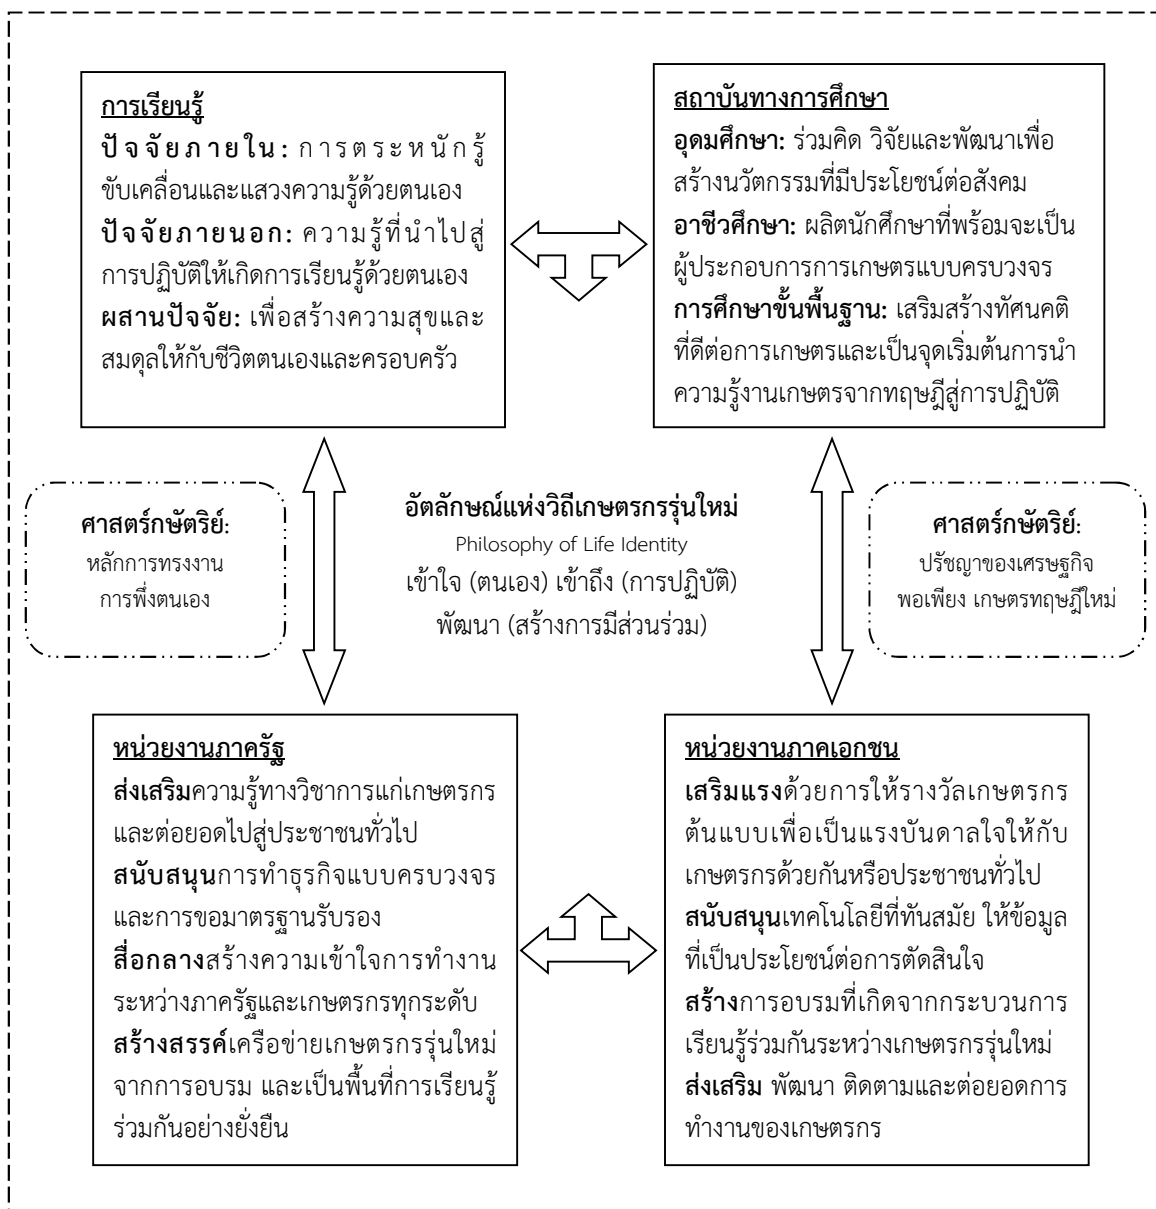 การเรียนรู้
ปัจจัยภายใน: การตระหนักรู้
ขับเคลื่อนและแสวงความรู้ด้วยตนเอง
ปัจจัยภายนอก: ความรู้ที่นำไปสู่
การปฏิบัติให้เกิดการเรียนรู้ด้วยตนเอง
ผสานปัจจัย: เพื่อสร้างความสุขและ
สมดุลให้กับชีวิตตนเองและครอบครัว
สถาบันทางการศึกษา
อุดมศึกษา: ร่วมคิด วิจัยและพัฒนาเพื่อ
สร้างนวัตกรรมที่มีประโยชน์ต่อสังคม
อาชีวศึกษา: ผลิตนักศึกษาที่พร้อมจะเป็น
ผู้ประกอบการการเกษตรแบบครบวงจร
การศึกษาขั้นพื้นฐาน: เสริมสร้างทัศนคติ
ที่ดีต่อการเกษตรและเป็นจุดเริ่มต้นการนำ
ความรู้งานเกษตรจากทฤษฎีสู่การปฏิบัติ
ศาสตร์กษัตริย์:
หลักการทรงงาน
การพึ่งตนเอง
อัตลักษณ์แห่งวิถีเกษตรกรรุ่นใหม่
Philosophy of Life Identity
เข้าใจ (ตนเอง) เข้าถึง (การปฏิบัติ)
พัฒนา (สร้างการมีส่วนร่วม)
ศาสตร์กษัตริย์:
ปรัชญาของเศรษฐกิจ
พอเพียง เกษตรทฤษฎีใหม่
หน่วยงานภาครัฐ
ส่งเสริมความรู้ทางวิชาการแก่เกษตรกร
และต่อยอดไปสู่ประชาชนทั่วไป
สนับสนุนการทำธุรกิจแบบครบวงจร
และการขอมาตรฐานรับรอง
สื่อกลางสร้างความเข้าใจการทำงาน
ระหว่างภาครัฐและเกษตรกรทุกระดับ
สร้างสรรค์เครือข่ายเกษตรกรรุ่นใหม่
จากการอบรม และเป็นพื้นที่การเรียนรู้
ร่วมกันอย่างยั่งยืน
หน่วยงานภาคเอกชน
เสริมแรงด้วยการให้รางวัลเกษตรกร
ต้นแบบเพื่อเป็นแรงบันดาลใจให้กับ
เกษตรกรด้วยกันหรือประชาชนทั่วไป
สนับสนุนเทคโนโลยีที่ทันสมัย ให้ข้อมูล
ที่เป็นประโยชน์ต่อการตัดสินใจ
สร้างการอบรมที่เกิดจากกระบวนการ
เรียนรู้ร่วมกันระหว่างเกษตรกรรุ่นใหม่
ส่งเสริม พัฒนา ติดตามและต่อยอดการ
ทำงานของเกษตรกร